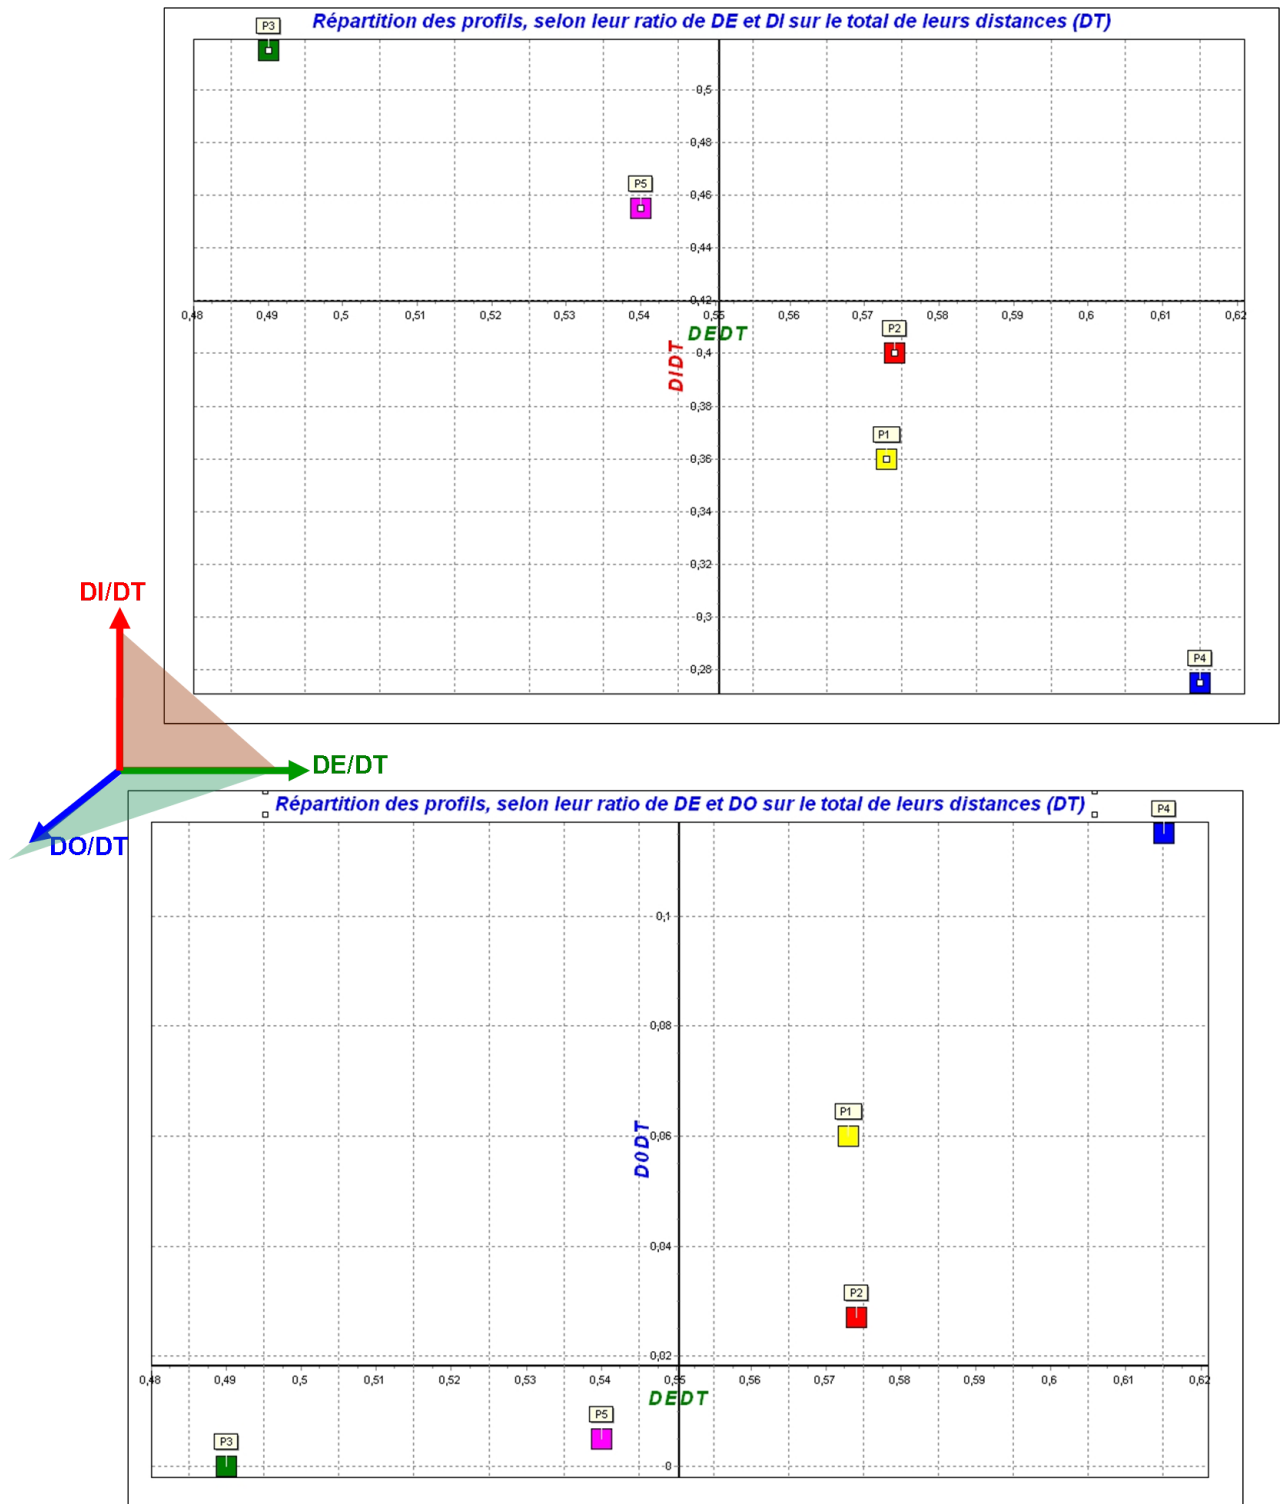 Répartition des profils, selon leur ratio de DE et DI sur le total de leurs distances (DT)
P3
0,5
0,48
P5
0,46
0,44
0,42
0,48 0,49 0,5 0,51 0,52 0,53 0,54 0,55 0,56 0,57 0,58 0,59 0,6 0,61 0,62
DEDT
P2
DIDT
0,4
0,38
P1
0,36
0,34
0,32
0,3
P4
0,28
DI/DT
DE/DT
DO/DT
Répartition des profils, selon leur ratio de DE et DO sur le total de leurs distances (DT)
P4
0,1
0,08
P1
D0DT
0,06
0,04
P2
0,02
0,48 0,49 0,5 0,51 0,52 0,53 0,54 0,55 0,56 0,57 0,58 0,59 0,6 0,61 0,62
DEDT
P5
P3
0